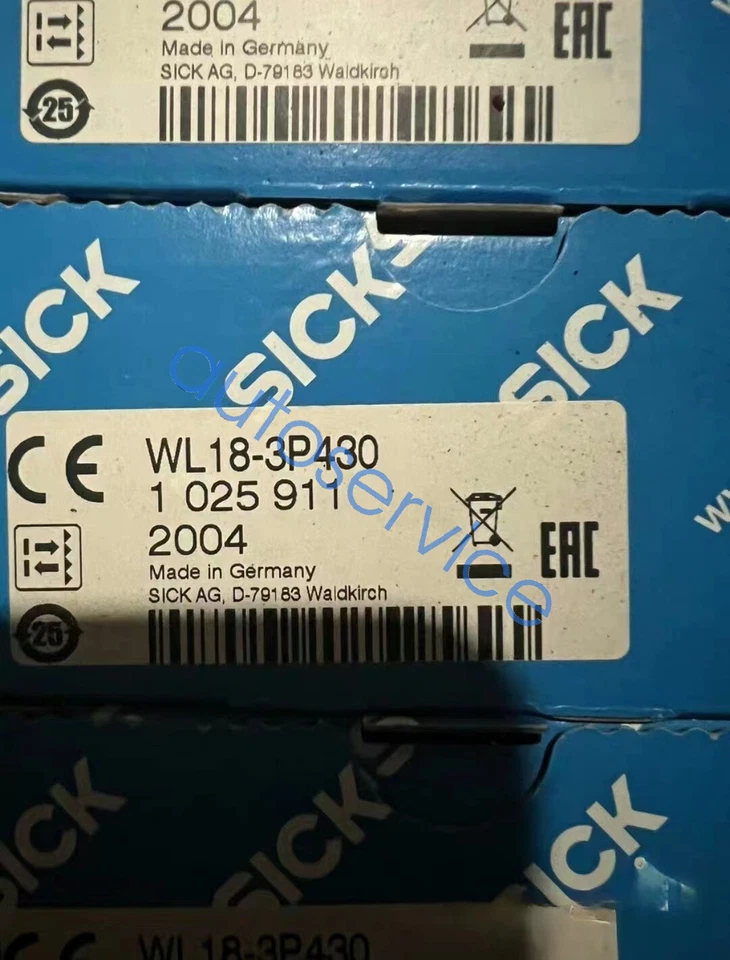 2004
Made in Germany
SICK AG, D-79183 Waldkirch
EAC
25
SICK
SICK
SICK
autoservice
CE
WL18-3P430
1 025 911
2004
Made in Germany
SICK AG, D-79183 Waldkirch
EAC
25
SICK
SICK
SICK
CE
WL18-3P430